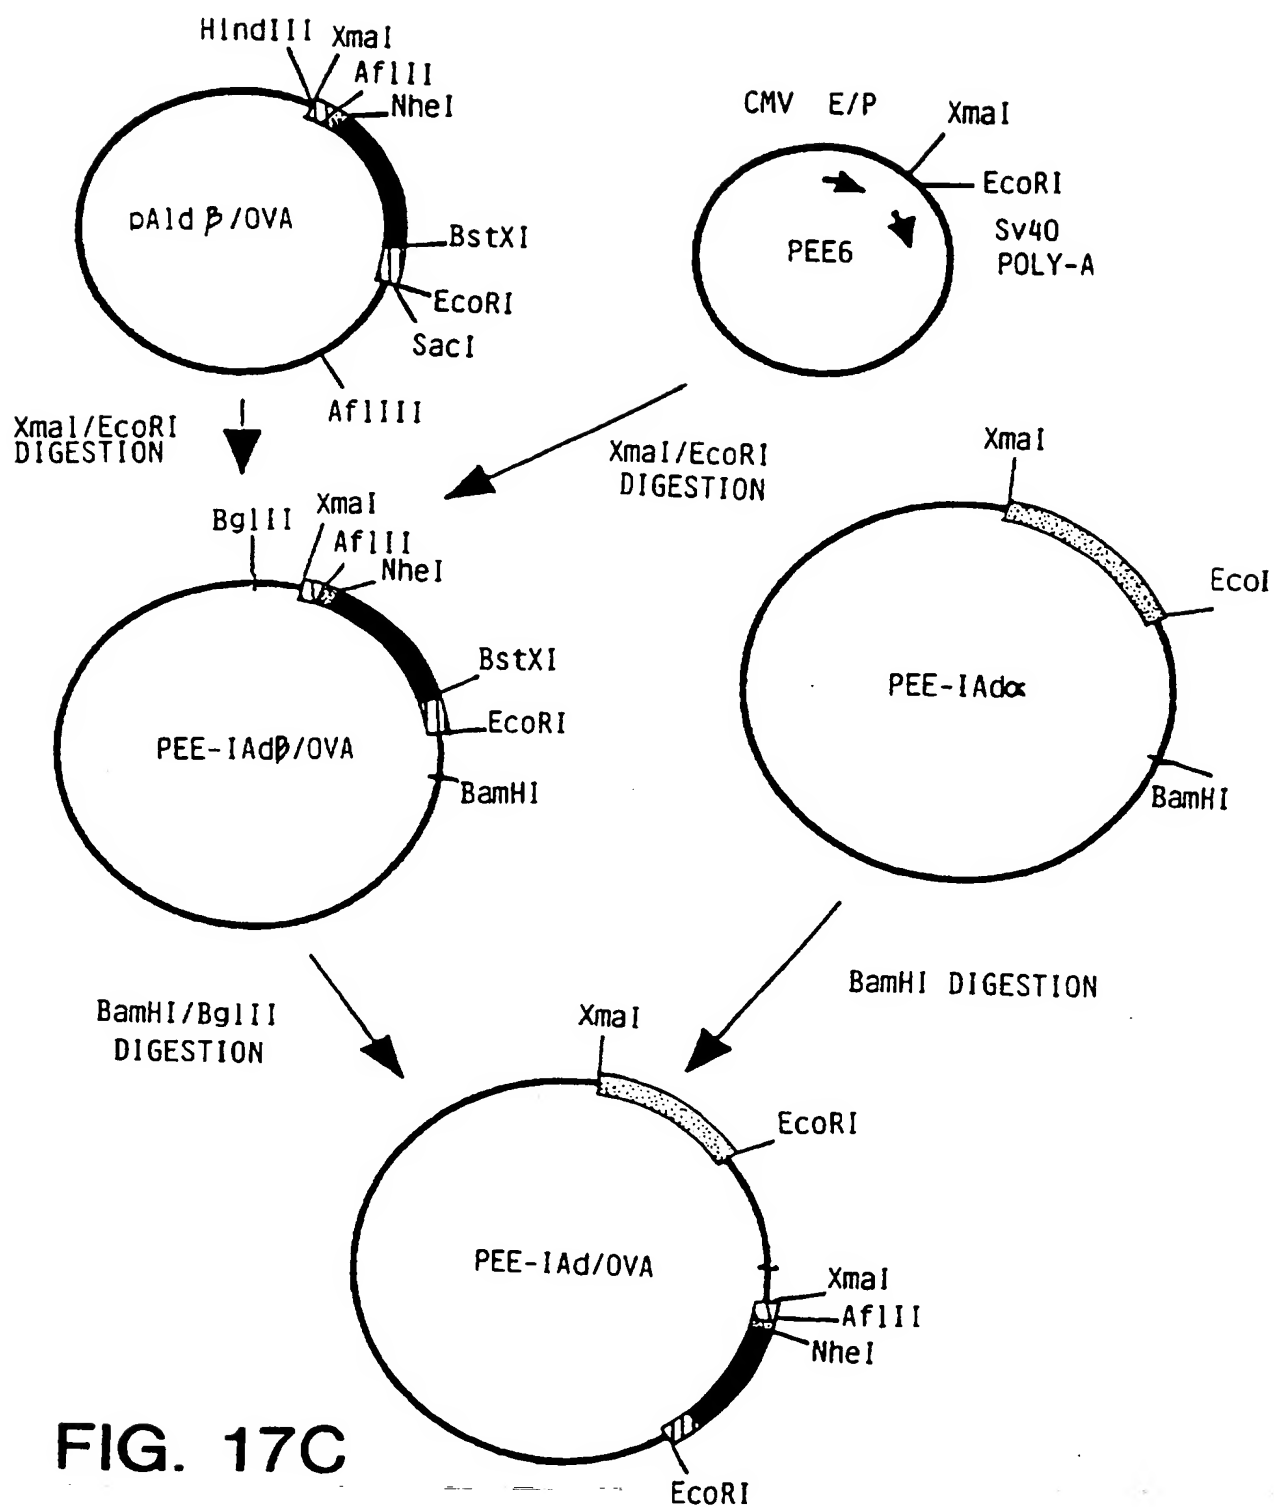 HindIII
XmaI
AflII
NheI
pAId β/OVA
BstXI
EcoRI
SacI
AflIII
CMV E/P
XmaI
EcoRI
PEE6
Sv40
POLY-A
XmaI/EcoRI
DIGESTION
XmaI/EcoRI
DIGESTION
BglII
XmaI
AflII
NheI
BstXI
PEE-IAdβ/OVA
EcoRI
BamHI
XmaI
EcoI
PEE-IAdα
BamHI
BamHI/BglII
DIGESTION
BamHI DIGESTION
XmaI
EcoRI
PEE-IAd/OVA
XmaI
AflII
NheI
EcoRI
FIG. 17C